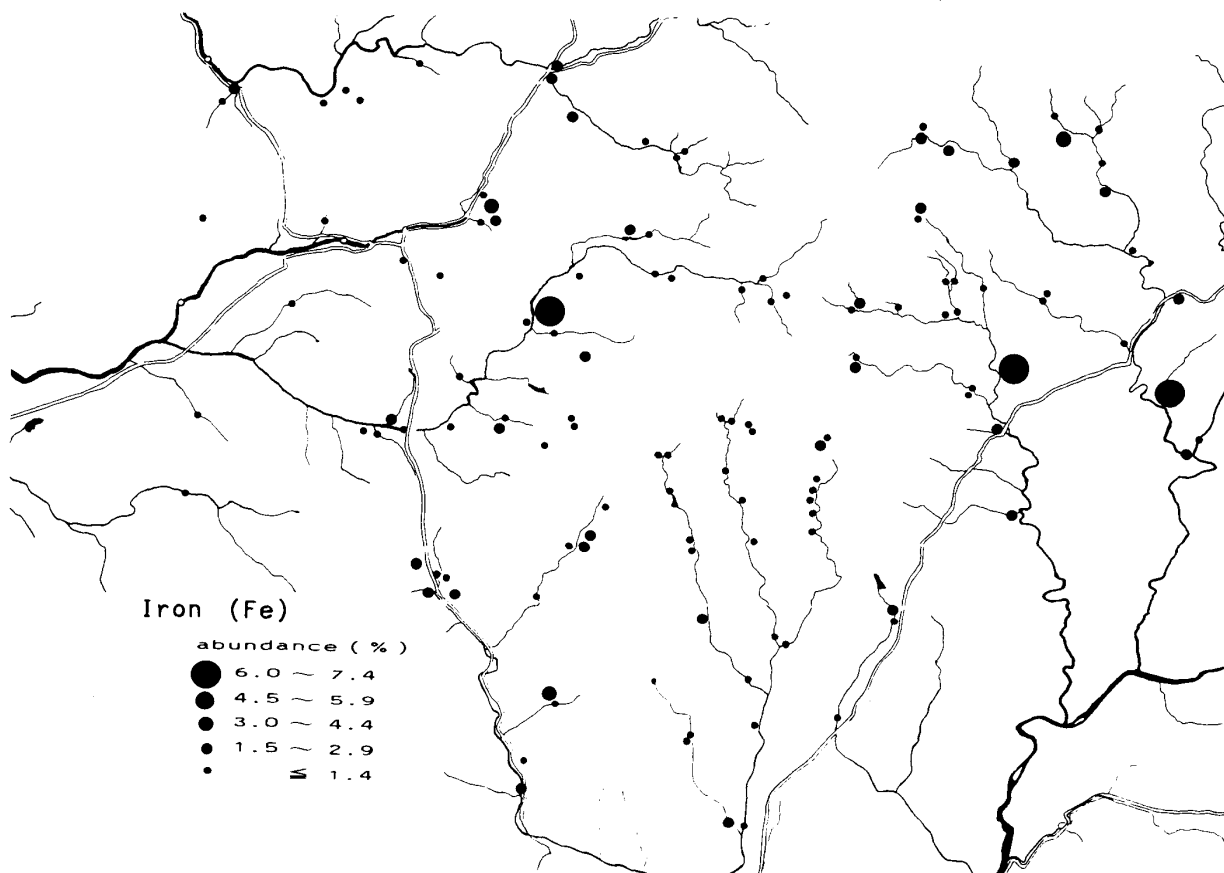 Iron (Fe)
abundance (%)
6.0 ~ 7.4
4.5 ~ 5.9
3.0 ~ 4.4
1.5 ~ 2.9
≦ 1.4